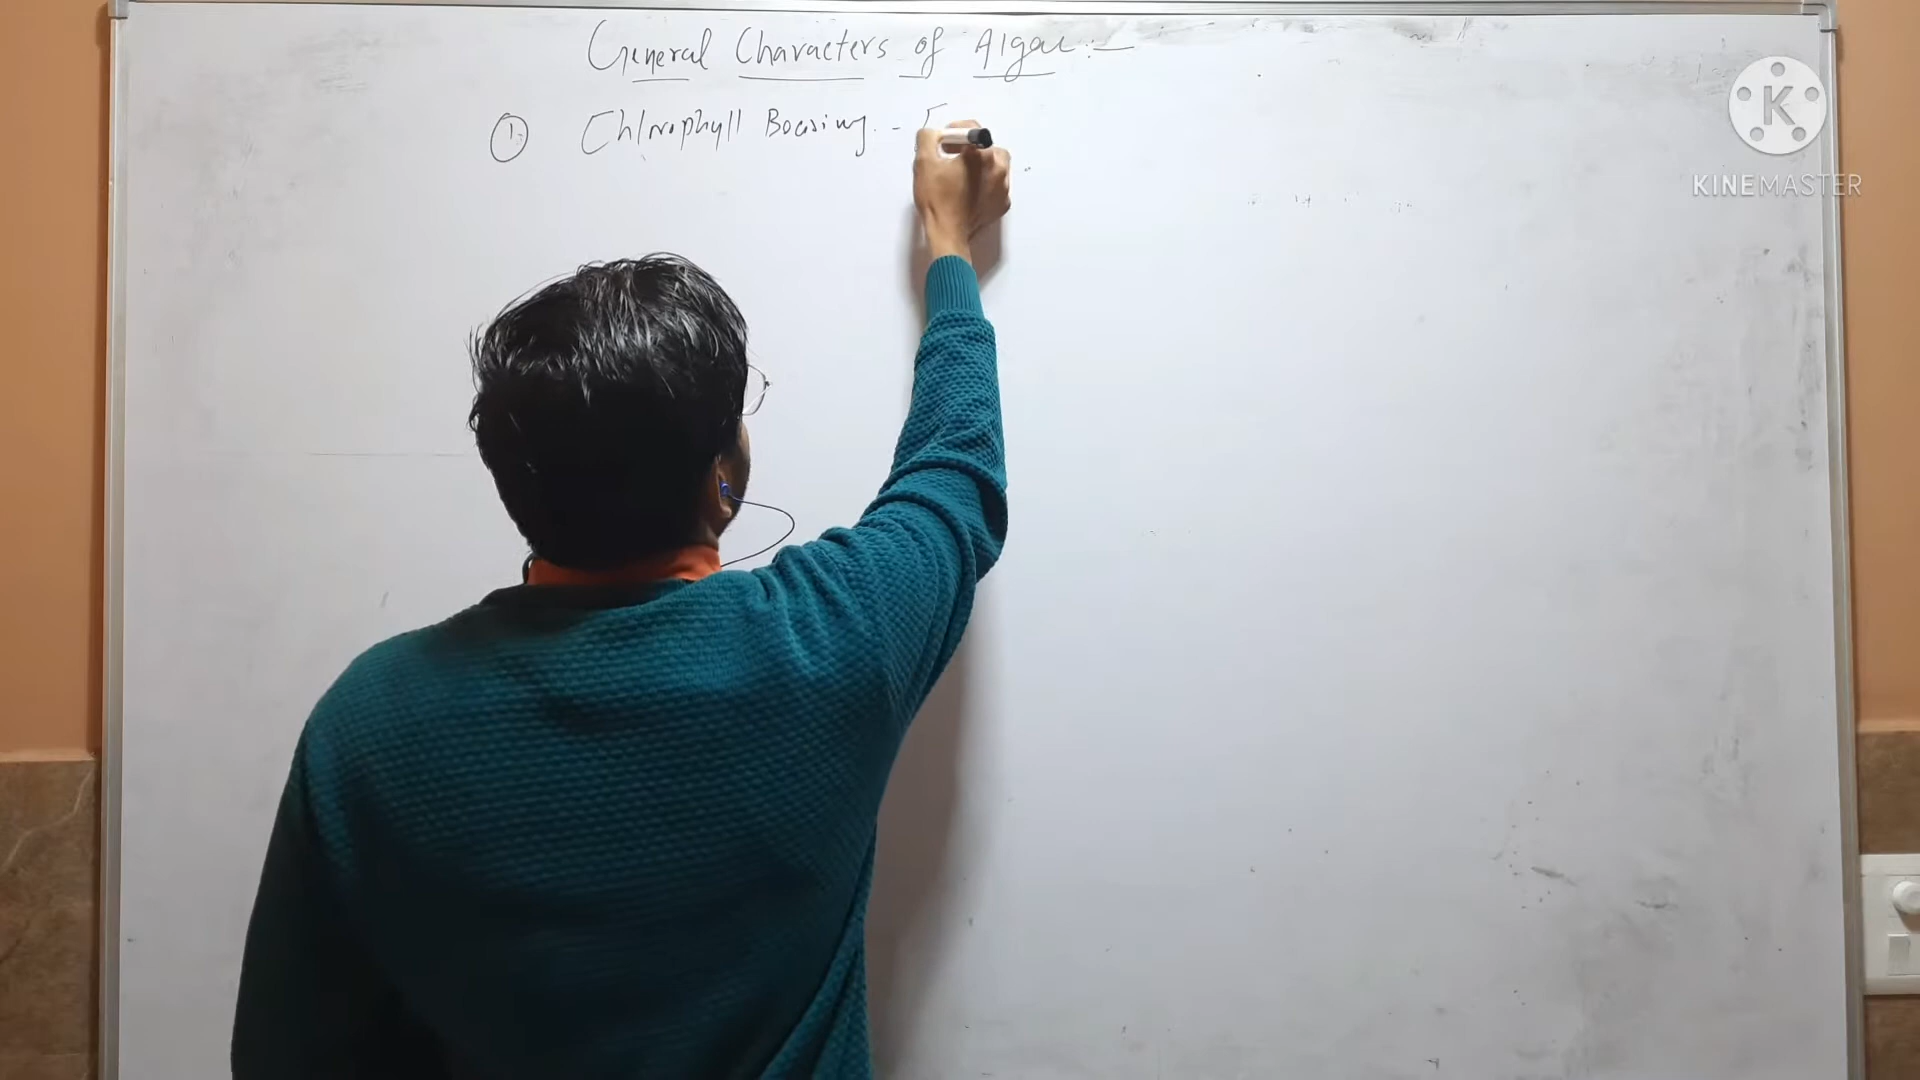 General Characters of Algae :-
① Chlorophyll Bearing -
K
KINEMASTER